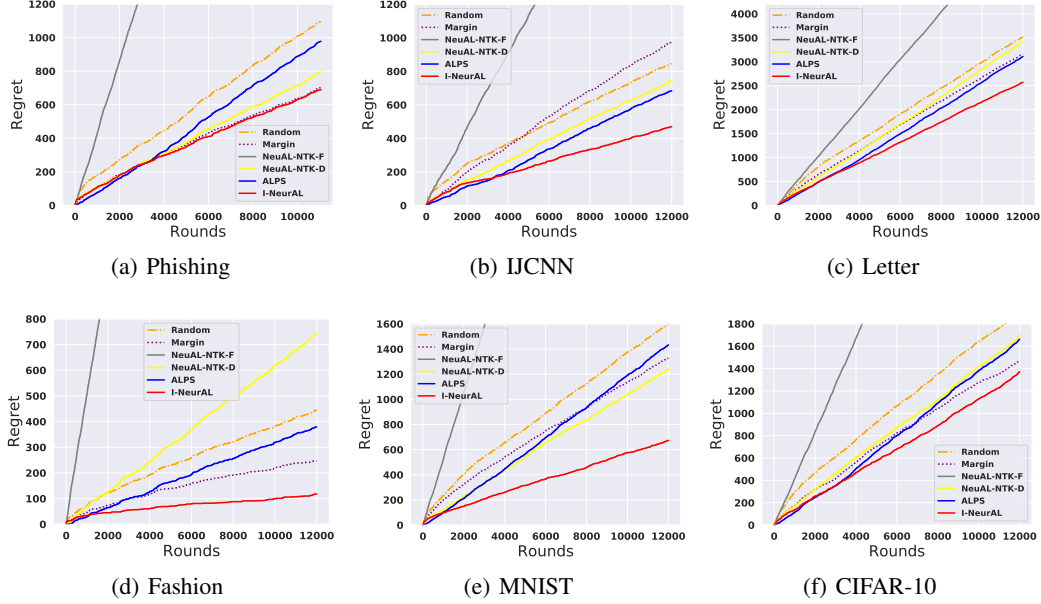 1200
1000
800
600
400
200
0
Regret
0 2000 4000 6000 8000 10000
Rounds
Random
Margin
NeuAL-NTK-F
NeuAL-NTK-D
ALPS
I-NeurAL
(a) Phishing
1200
1000
800
600
400
200
0
Regret
0 2000 4000 6000 8000 10000 12000
Rounds
Random
Margin
NeuAL-NTK-F
NeuAL-NTK-D
ALPS
I-NeurAL
(b) IJCNN
4000
3500
3000
2500
2000
1500
1000
500
0
Regret
0 2000 4000 6000 8000 10000 12000
Rounds
Random
Margin
NeuAL-NTK-F
NeuAL-NTK-D
ALPS
I-NeurAL
(c) Letter
800
700
600
500
400
300
200
100
0
Regret
0 2000 4000 6000 8000 10000 12000
Rounds
Random
Margin
NeuAL-NTK-F
NeuAL-NTK-D
ALPS
I-NeurAL
(d) Fashion
1600
1400
1200
1000
800
600
400
200
0
Regret
0 2000 4000 6000 8000 10000 12000
Rounds
Random
Margin
NeuAL-NTK-F
NeuAL-NTK-D
ALPS
I-NeurAL
(e) MNIST
1800
1600
1400
1200
1000
800
600
400
200
0
Regret
0 2000 4000 6000 8000 10000 12000
Rounds
Random
Margin
NeuAL-NTK-F
NeuAL-NTK-D
ALPS
I-NeurAL
(f) CIFAR-10